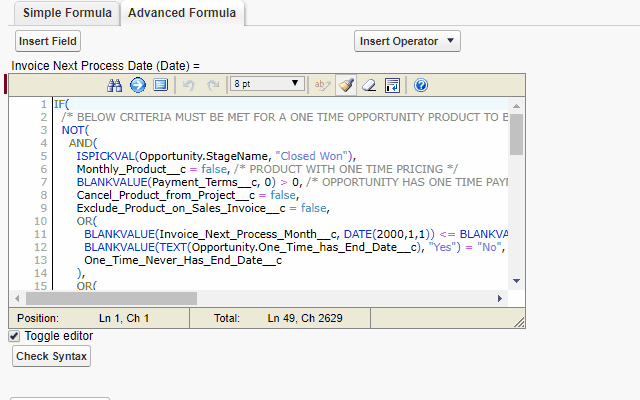 Simple Formula Advanced Formula
Insert Field Insert Operator
Invoice Next Process Date (Date) =
8 pt
1 IF(
2 /* BELOW CRITERIA MUST BE MET FOR A ONE TIME OPPORTUNITY PRODUCT TO B
3 NOT(
4 AND(
5 ISPICKVAL(Opportunity.StageName, "Closed Won"),
6 Monthly_Product__c = false, /* PRODUCT WITH ONE TIME PRICING */
7 BLANKVALUE(Payment_Terms__c, 0) > 0, /* OPPORTUNITY HAS ONE TIME PAYM
8 Cancel_Product_from_Project__c = false,
9 Exclude_Product_on_Sales_Invoice__c = false,
10 OR(
11 BLANKVALUE(Invoice_Next_Process_Month__c, DATE(2000,1,1)) <= BLANKVA
12 BLANKVALUE(TEXT(Opportunity.One_Time_has_End_Date__c), "Yes") = "No",
13 One_Time_Never_Has_End_Date__c
14 ),
15 OR(
Position: Ln 1, Ch 1 Total: Ln 49, Ch 2629
Toggle editor
Check Syntax